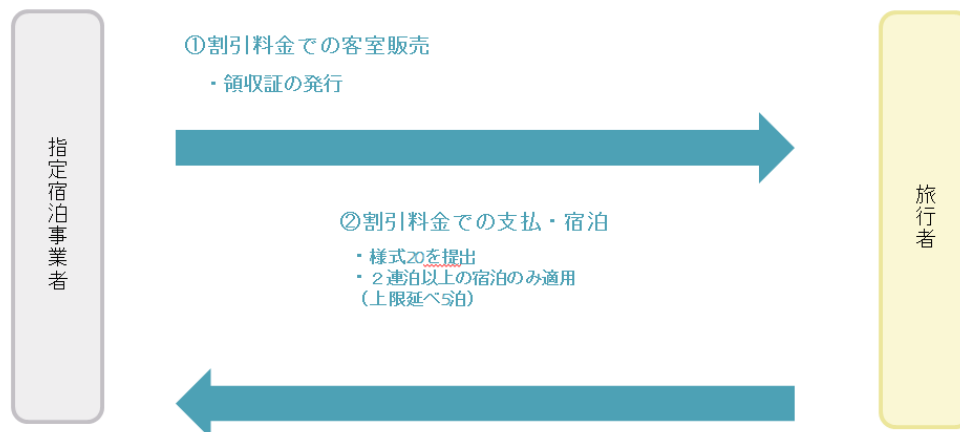 指定宿泊事業者
①割引料金での客室販売
・領収証の発行
②割引料金での支払・宿泊
・様式20を提出
・２連泊以上の宿泊のみ適用
（上限延べ5泊）
旅行者